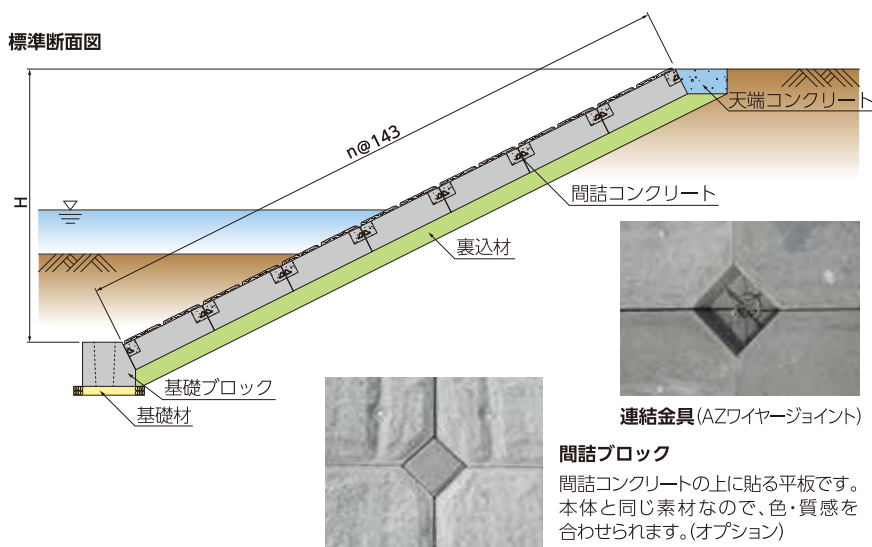 標準断面図
n@143
H
天端コンクリート
間詰コンクリート
裏込材
基礎ブロック
基礎材
連結金具(AZワイヤージョイント)
間詰ブロック
間詰コンクリートの上に貼る平板です。
本体と同じ素材なので、色・質感を
合わせられます。(オプション)